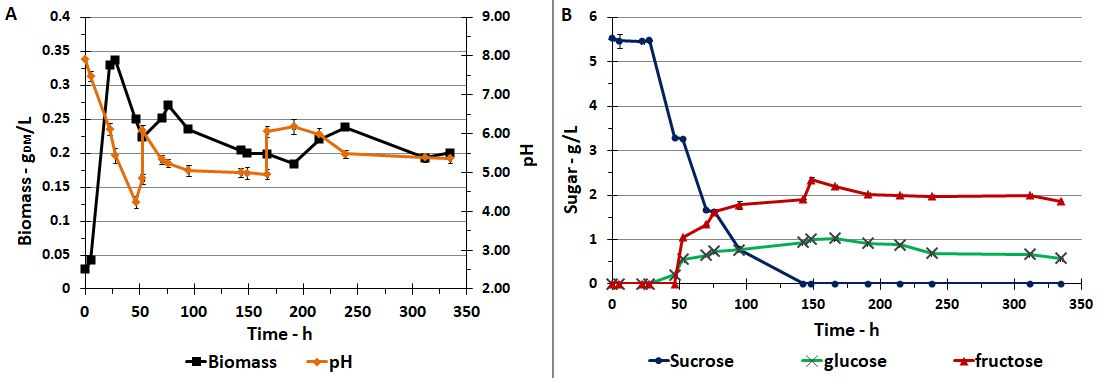 A
Biomass - gDM/L
0.4
0.35
0.3
0.25
0.2
0.15
0.1
0.05
0
9.00
8.00
7.00
6.00
5.00
4.00
3.00
2.00
pH
0 50 100 150 200 250 300 350
Time - h
Biomass pH
B
Sugar - g/L
6
5
4
3
2
1
0
0 50 100 150 200 250 300 350
Time - h
Sucrose glucose fructose